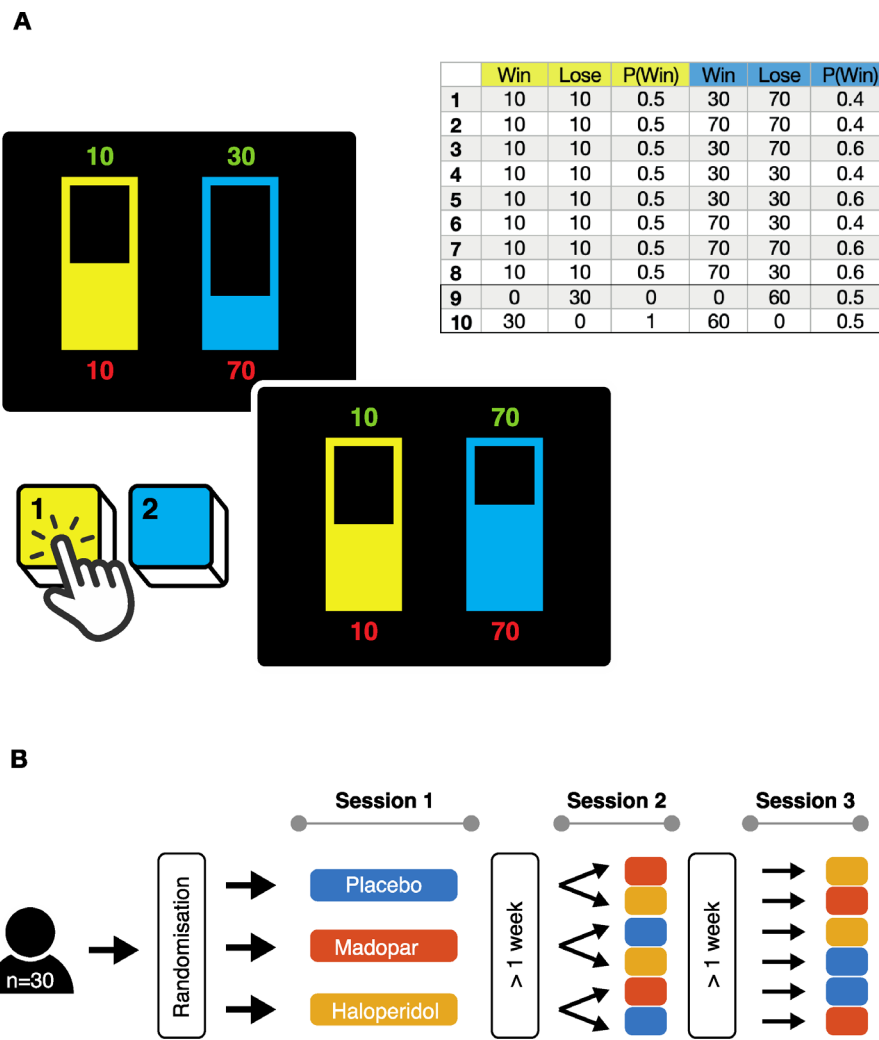 A
Win Lose P(Win) Win Lose P(Win)
1 10 10 0.5 30 70 0.4
2 10 10 0.5 70 70 0.4
3 10 10 0.5 30 70 0.6
4 10 10 0.5 30 30 0.4
5 10 10 0.5 30 30 0.6
6 10 10 0.5 70 30 0.4
7 10 10 0.5 70 70 0.6
8 10 10 0.5 70 30 0.6
9 0 30 0 0 60 0.5
10 30 0 1 60 0 0.5
10 30
10 70
10 70
10 70
1 2
B
Session 1 Session 2 Session 3
n=30
Randomisation
Placebo
Madopar
Haloperidol
> 1 week
> 1 week